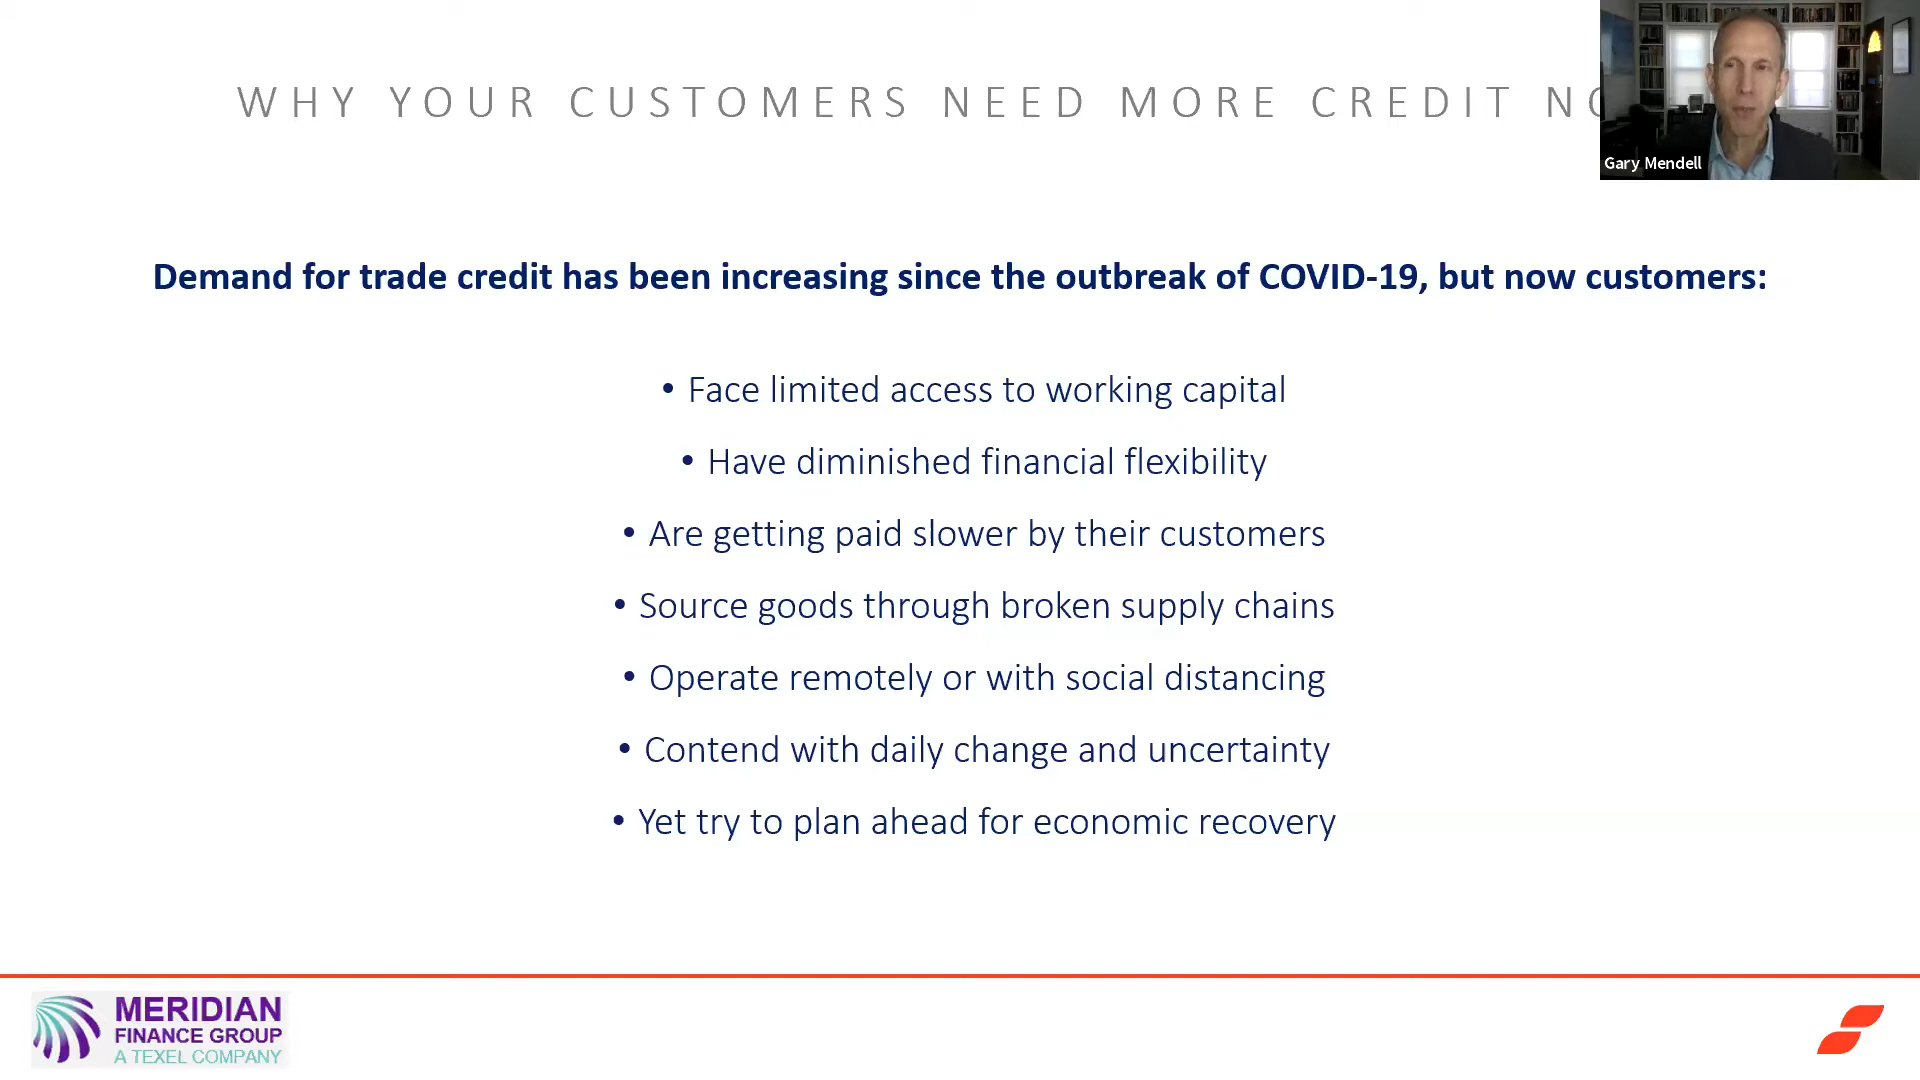 WHY YOUR CUSTOMERS NEED MORE CREDIT
Gary Mendell
Demand for trade credit has been increasing since the outbreak of COVID-19, but now customers:
• Face limited access to working capital
• Have diminished financial flexibility
• Are getting paid slower by their customers
• Source goods through broken supply chains
• Operate remotely or with social distancing
• Contend with daily change and uncertainty
• Yet try to plan ahead for economic recovery
MERIDIAN
FINANCE GROUP
A TEXEL COMPANY